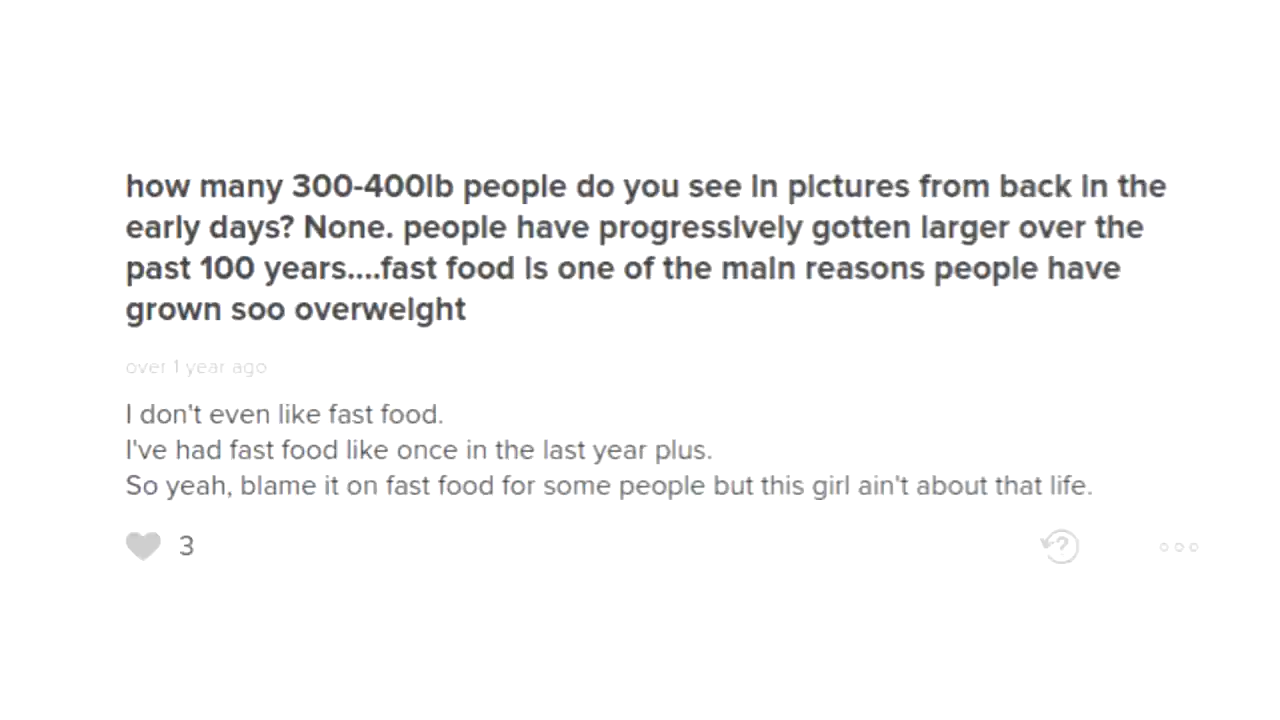 how many 300-400lb people do you see in pictures from back in the
early days? None. people have progressively gotten larger over the
past 100 years....fast food is one of the main reasons people have
grown soo overweight
over 1 year ago
I don't even like fast food.
I've had fast food like once in the last year plus.
So yeah, blame it on fast food for some people but this girl ain't about that life.
3
?